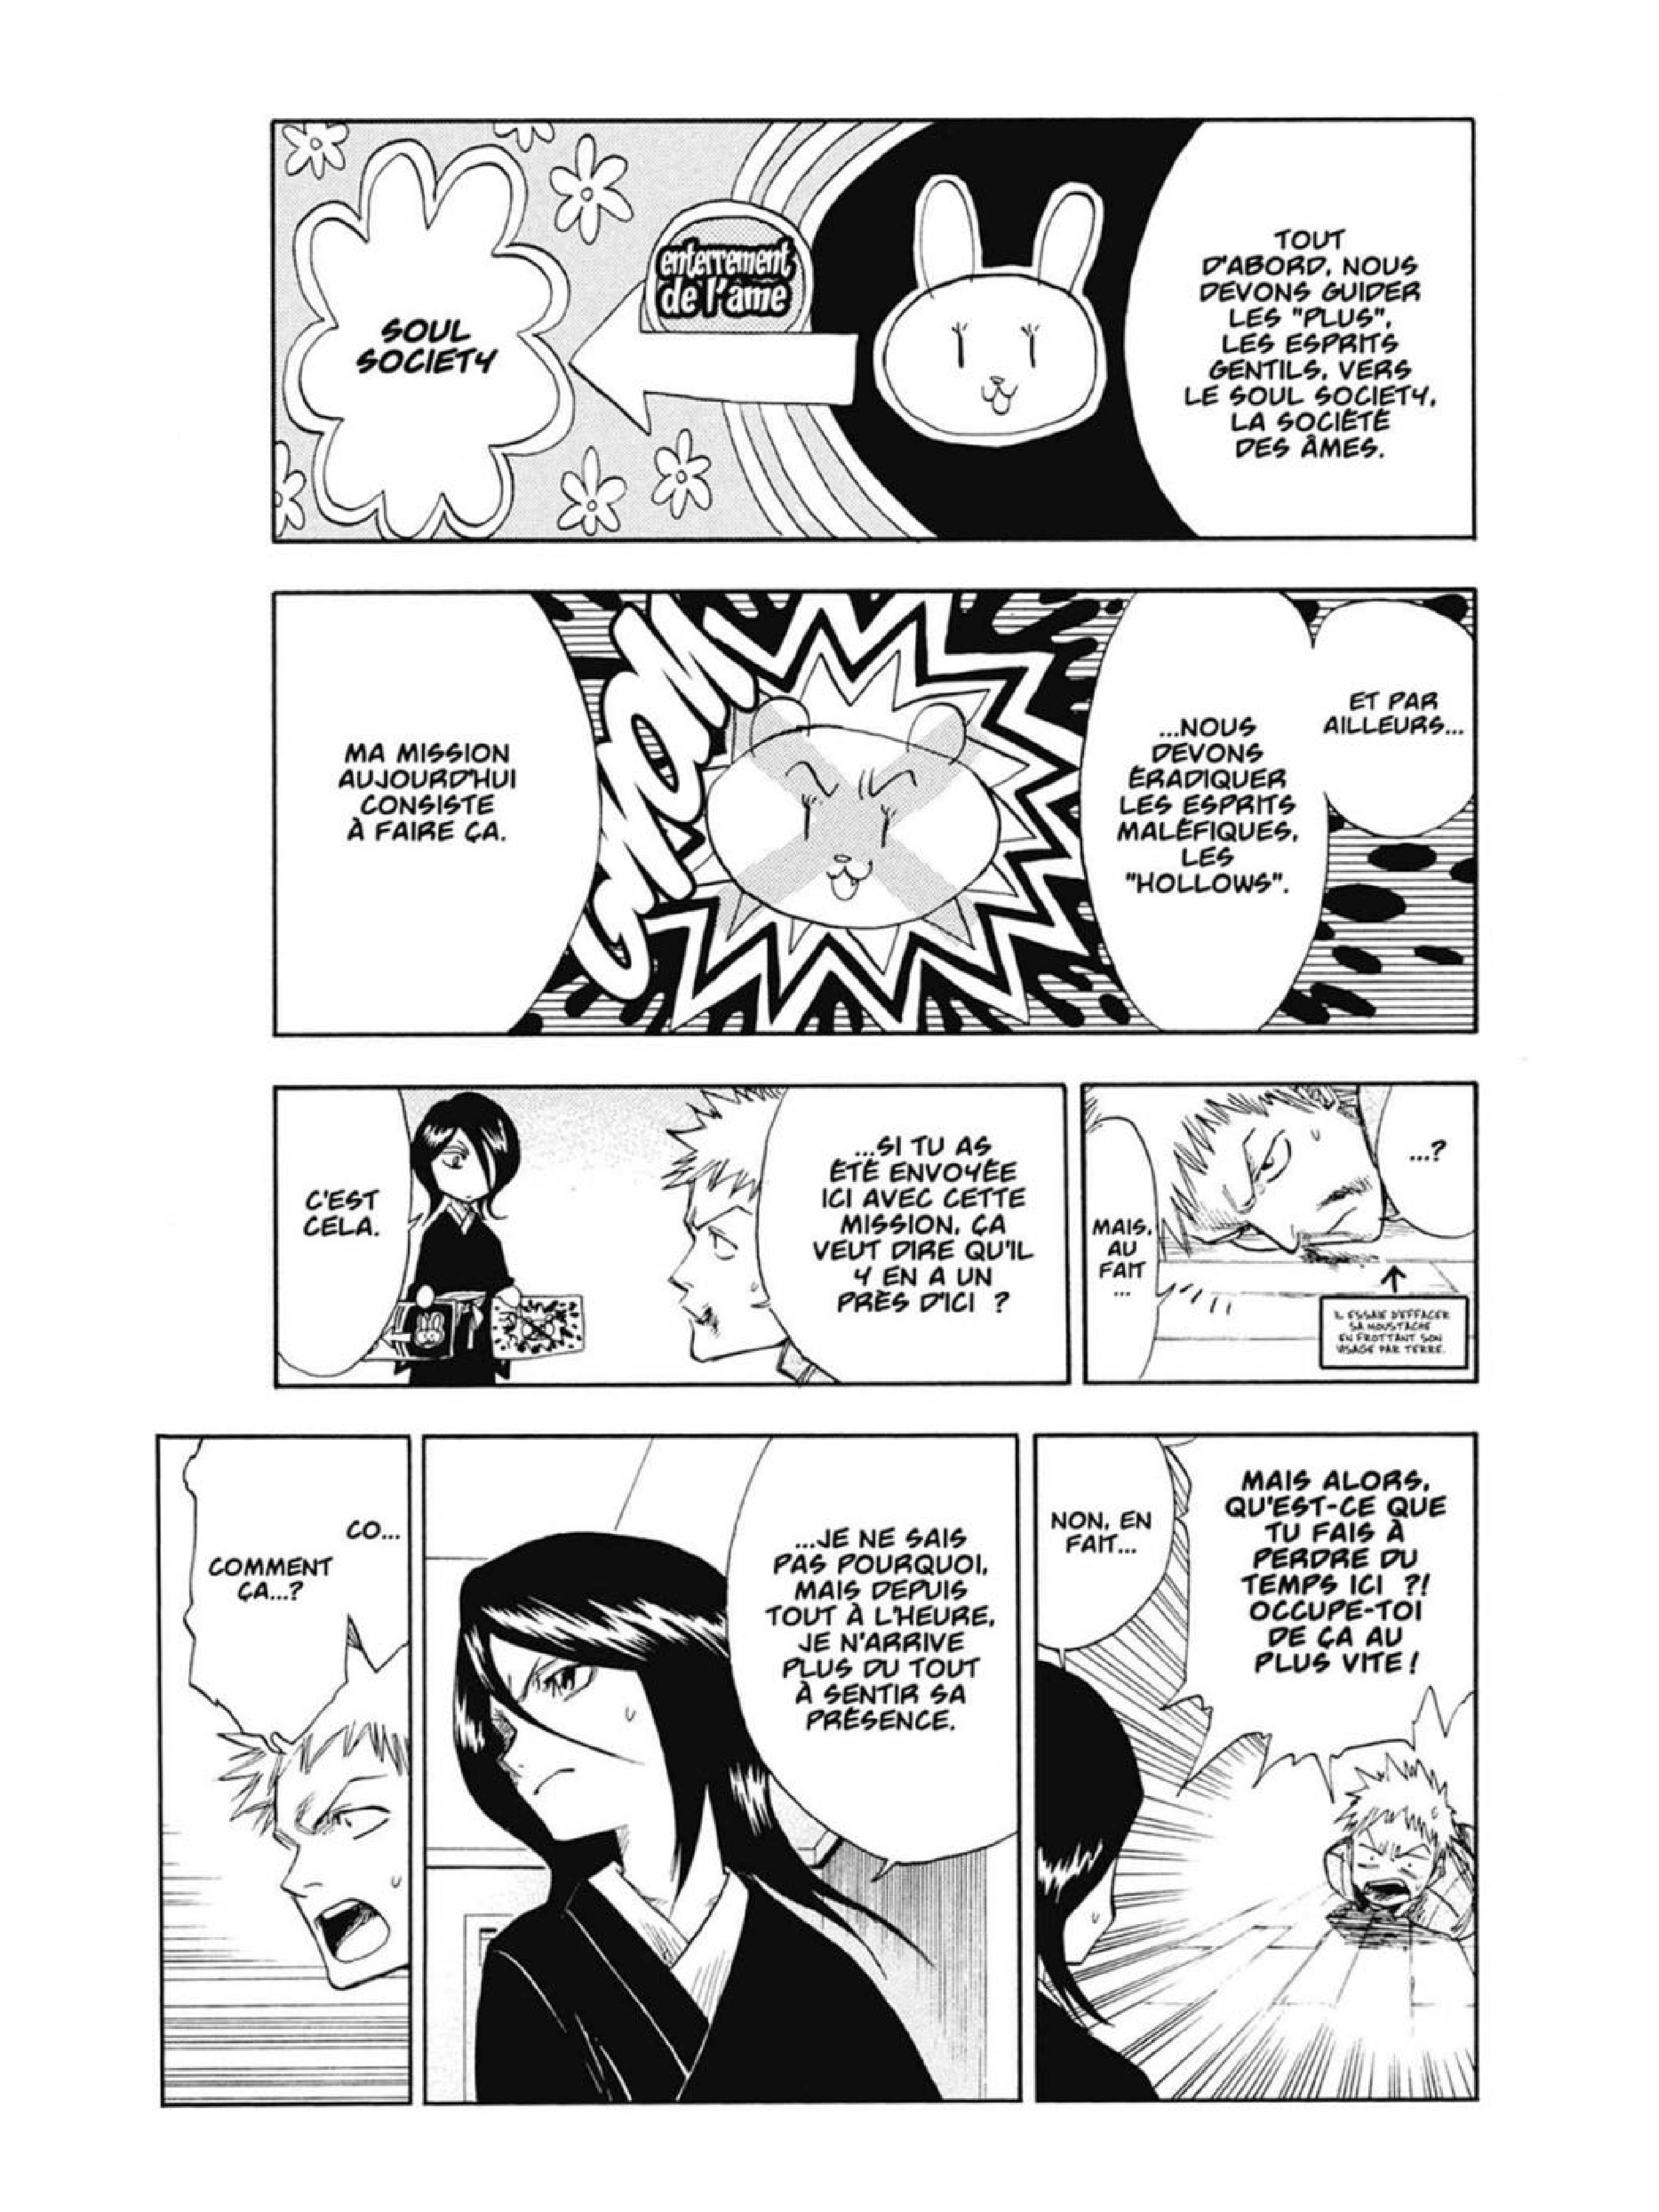 TOUT
D'ABORD, NOUS
DEVONS GUIDER
LES "PLUS",
LES ESPRITS
GENTILS, VERS
LE SOUL SOCIETY,
LA SOCIÉTÉ
DES ÂMES.
enterrement
de l'âme
SOUL
SOCIETY
ET PAR
AILLEURS...
...NOUS
DEVONS
ÉRADIQUER
LES ESPRITS
MALÉFIQUES,
LES
"HOLLOWS".
MA MISSION
AUJOURD'HUI
CONSISTE
À FAIRE ÇA.
...?
IL ESSAIE D'EFFACER
SA MOUSTACHE
EN FROTTANT SON
VISAGE PAR TERRE.
MAIS,
AU
FAIT
...
...SI TU AS
ÉTÉ ENVOYÉE
ICI AVEC CETTE
MISSION, ÇA
VEUT DIRE QU'IL
Y EN A UN
PRÈS D'ICI ?
C'EST
CELA.
MAIS ALORS,
QU'EST-CE QUE
TU FAIS À
PERDRE DU
TEMPS ICI ?!
OCCUPE-TOI
DE ÇA AU
PLUS VITE !
NON, EN
FAIT...
...JE NE SAIS
PAS POURQUOI,
MAIS DEPUIS
TOUT À L'HEURE,
JE N'ARRIVE
PLUS DU TOUT
À SENTIR SA
PRÉSENCE.
CO...
COMMENT
ÇA...?